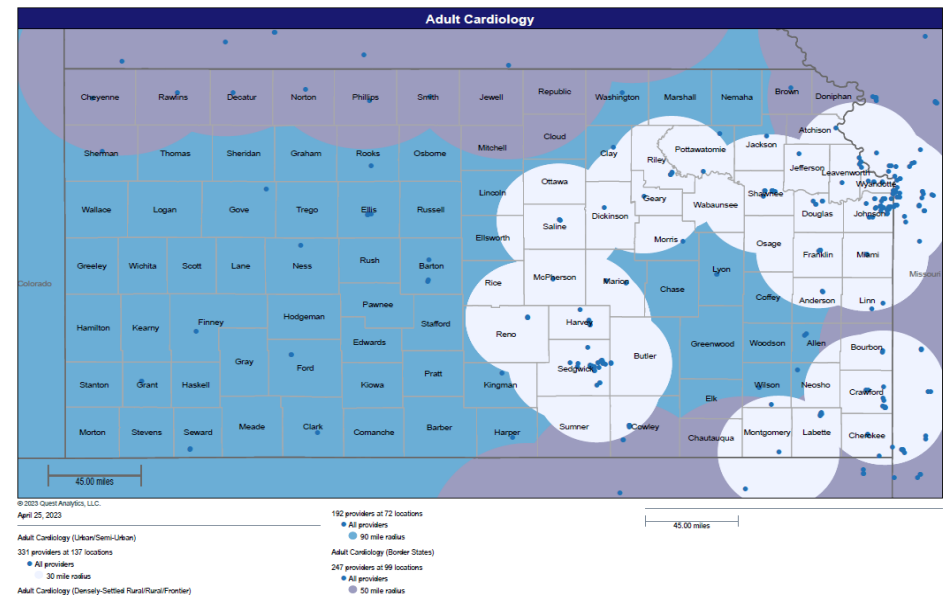 Adult Cardiology
Cheyenne Rawlins Decatur Norton Phillips Smith Jewell Republic Washington Marshall Nemaha Brown Doniphan
Sherman Thomas Sheridan Graham Rooks Osborne Mitchell Cloud Clay Riley Pottawatomie Jackson Atchison
Jefferson Leavenworth
Wallace Logan Gove Trego Ellis Russell Lincoln Ottawa Dickinson Geary Wabaunsee Shawnee Douglas Johnson Wyandotte
Saline
Greeley Wichita Scott Lane Ness Rush Barton Ellsworth Morris Osage Franklin Miami
Colorado Rice McPherson Marion Chase Lyon Coffey Anderson Linn Missouri
Hamilton Kearny Finney Hodgeman Pawnee Stafford Reno Harvey
Gray Edwards Butler Greenwood Woodson Allen Bourbon
Stanton Grant Haskell Ford Kiowa Pratt Kingman Sedgwick Elk Wilson Neosho Crawford
Morton Stevens Seward Meade Clark Comanche Barber Harper Sumner Cowley Chautauqua Montgomery Labette Cherokee
45.00 miles
© 2023 Quest Analytics, LLC.
April 25, 2023
Adult Cardiology (Urban/Semi-Urban)
331 providers at 137 locations
All providers
30 mile radius
Adult Cardiology (Densely-Settled Rural/Rural/Frontier)
192 providers at 72 locations
All providers
90 mile radius
Adult Cardiology (Border States)
247 providers at 99 locations
All providers
50 mile radius
45.00 miles